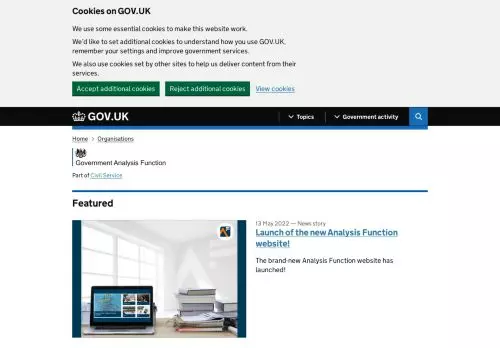 Cookies on GOV.UK
We use some essential cookies to make this website work.
We'd like to set additional cookies to understand how you use GOV.UK,
remember your settings and improve government services.
We also use cookies set by other sites to help us deliver content from their
services.
Accept additional cookies Reject additional cookies View cookies
GOV.UK Topics Government activity
Home Organisations
Government Analysis Function
Part of Civil Service
Featured
13 May 2022 — News story
Launch of the new Analysis Function
website!
The brand-new Analysis Function website has
launched!